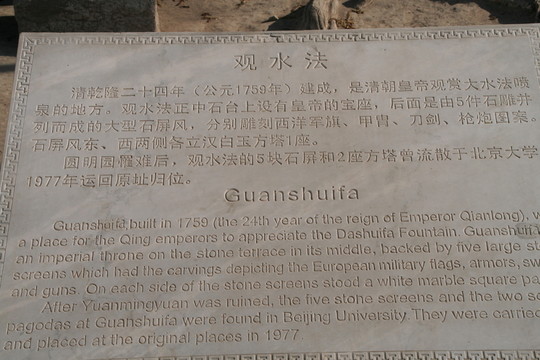 观水法
清乾隆二十四年（公元1759年）建成，是清朝皇帝观赏大水法喷
泉的地方。观水法正中石台上设有皇帝的宝座，后面是由5件石雕并
列而成的大型石屏风，分别雕刻西洋军旗、甲胄、刀剑、枪炮图案。
石屏风东、西两侧各立汉白玉方塔1座。
圆明园罹难后，观水法的5块石屏和2座方塔曾流散于北京大学
1977年运回原址归位。
Guanshuifa
Guanshuifa,built in 1759 (the 24th year of the reign of Emperor Qianlong),
a place for the Qing emperors to appreciate the Dashuifa Fountain. Guanshui
an imperial throne on the stone terrace in its middle, backed by five large
screens which had the carvings depicting the European military flags, armors,
and guns. On each side of the stone screens stood a white marble square
After Yuanmingyuan was ruined, the five stone screens and the two
pagodas at Guanshuifa were found in Beijing University. They were carried
and placed at the original places in 1977